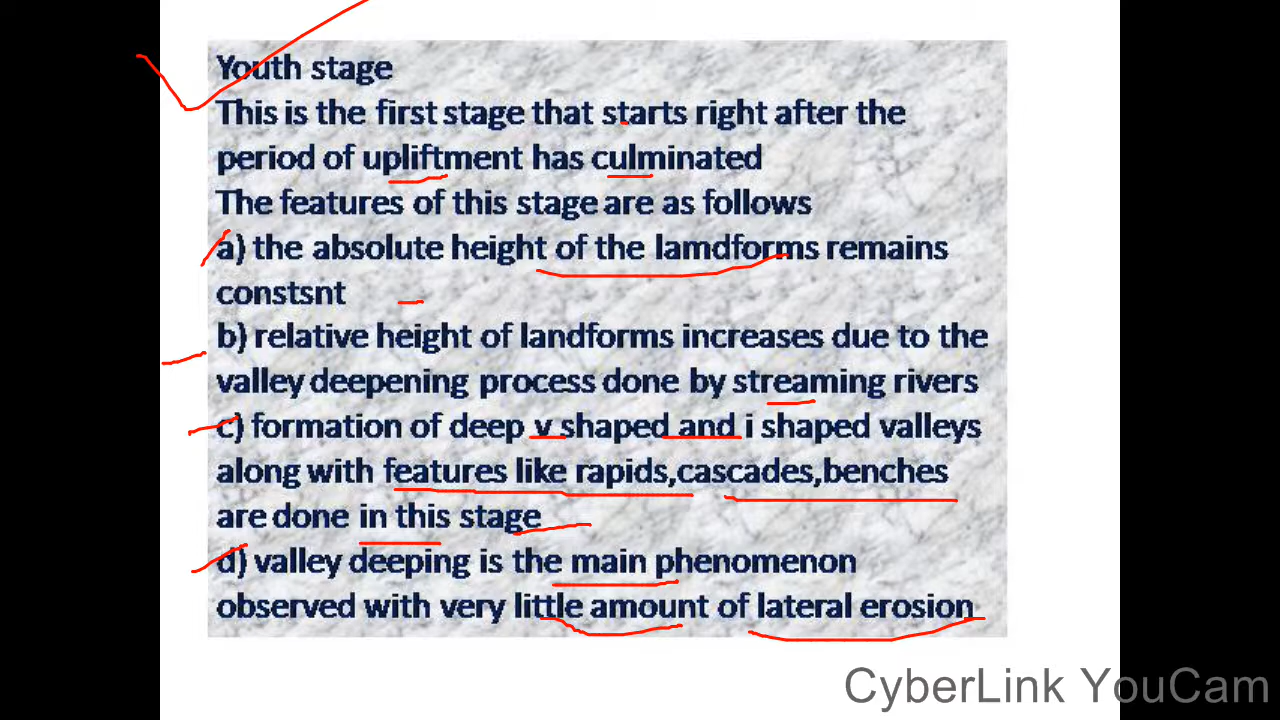 Youth stage
This is the first stage that starts right after the
period of upliftment has culminated
The features of this stage are as follows
a) the absolute height of the lamdforms remains
constsnt
b) relative height of landforms increases due to the
valley deepening process done by streaming rivers
c) formation of deep v shaped and i shaped valleys
along with features like rapids,cascades,benches
are done in this stage
d) valley deeping is the main phenomenon
observed with very little amount of lateral erosion
CyberLink YouCam